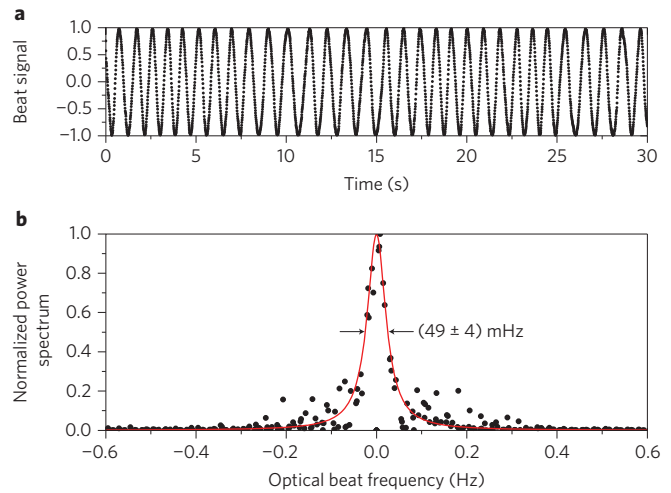 a
Beat signal
1.0
0.5
0.0
−0.5
−1.0
0 5 10 15 20 25 30
Time (s)
b
Normalized power
spectrum
1.0
0.8
0.6
0.4
0.2
0.0
(49 ± 4) mHz
−0.6 −0.4 −0.2 0.0 0.2 0.4 0.6
Optical beat frequency (Hz)